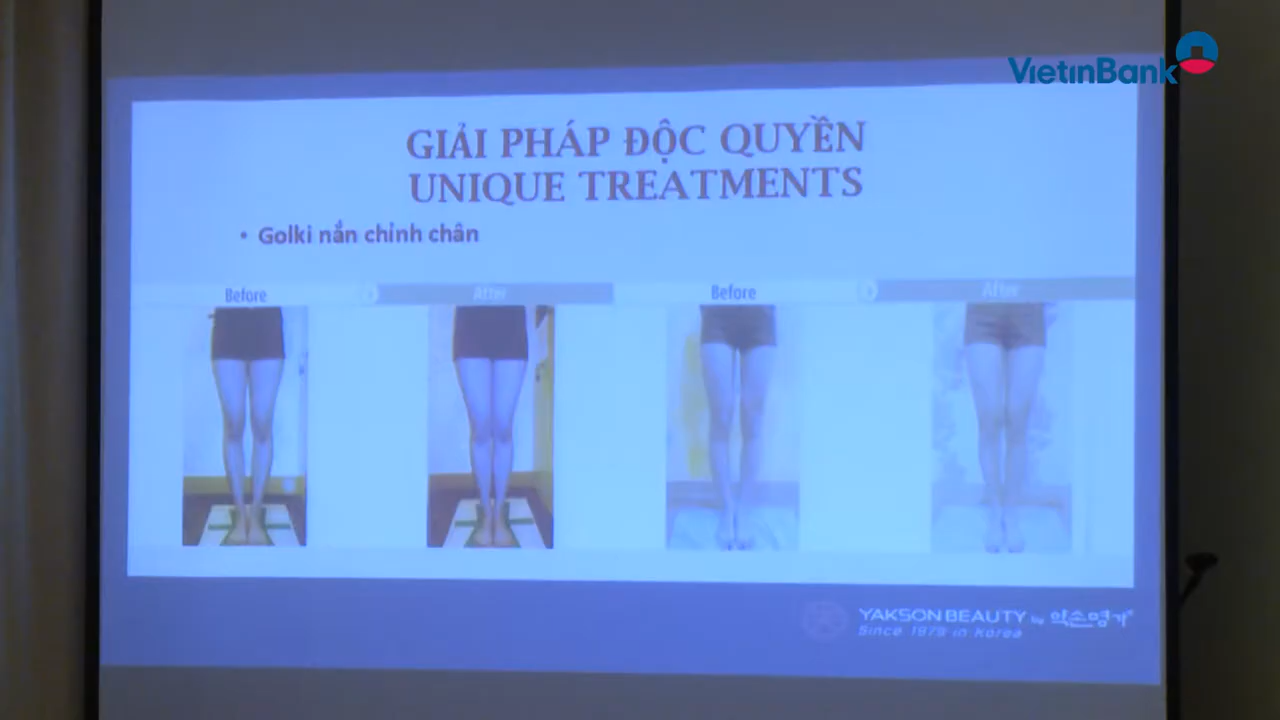 VietinBank
GIẢI PHÁP ĐỘC QUYỀN
UNIQUE TREATMENTS
• Golki nắn chỉnh chân
Before
After
Before
After
YAKSON BEAUTY by 약손명가
Since 1979 in Korea